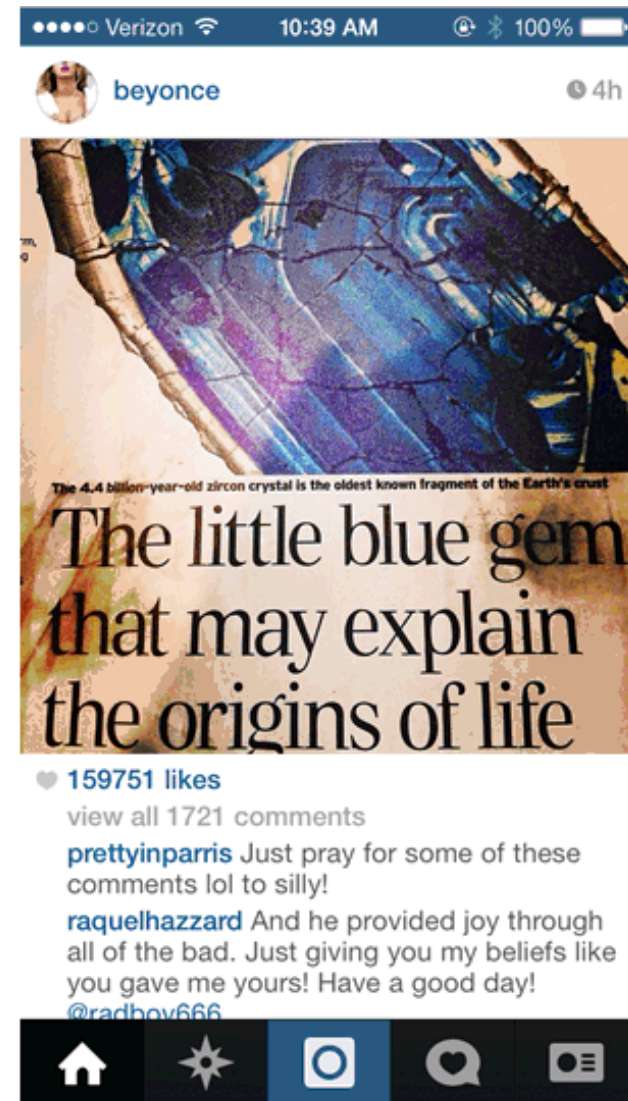 Verizon 10:39 AM 100%
beyonce 4h
The 4.4 billion-year-old zircon crystal is the oldest known fragment of the Earth's crust
The little blue gem
that may explain
the origins of life
159751 likes
view all 1721 comments
prettyinparris Just pray for some of these
comments lol to silly!
raquelhazzard And he provided joy through
all of the bad. Just giving you my beliefs like
you gave me yours! Have a good day!
@radboy666